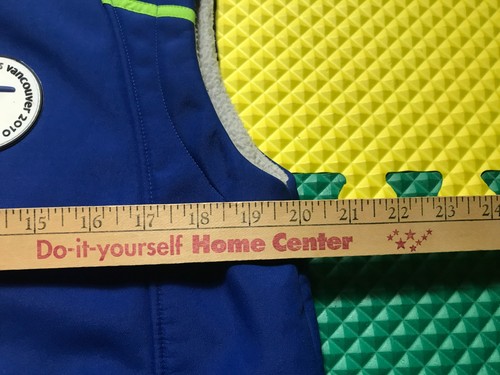 vancouver 2010
15 16 17 18 19 20 21 22 23 24
Do-it-yourself Home Center